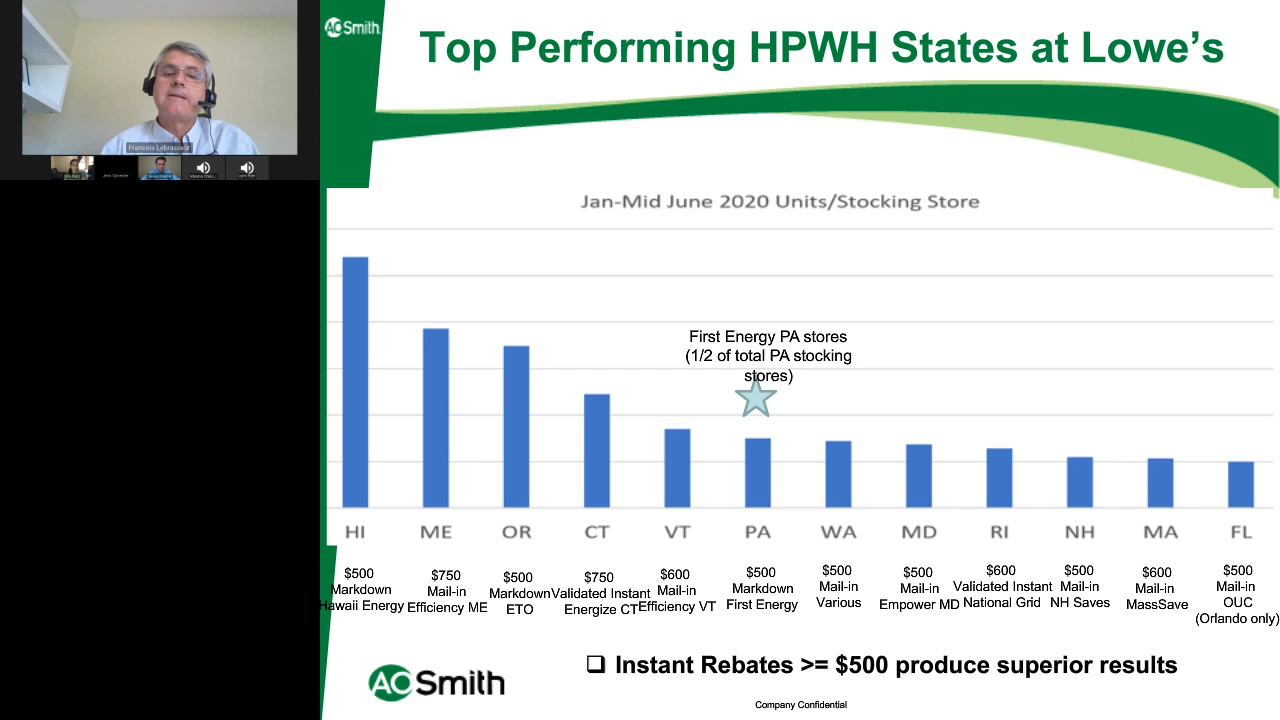 AO Smith
Top Performing HPWH States at Lowe's
Francois Lebrasseur
Jan-Mid June 2020 Units/Stocking Store
First Energy PA stores
(1/2 of total PA stocking
stores)
HI ME OR CT VT PA WA MD RI NH MA FL
$500
Markdown
Hawaii Energy
$750
Mail-in
Efficiency ME
$500
Markdown
ETO
$750
Validated Instant
Energize CT
$600
Mail-in
Efficiency VT
$500
Markdown
First Energy
$500
Mail-in
Various
$500
Mail-in
Empower MD
$600
Validated Instant
National Grid
$500
Mail-in
NH Saves
$600
Mail-in
MassSave
$500
Mail-in
OUC
(Orlando only)
Instant Rebates >= $500 produce superior results
AO Smith
Company Confidential